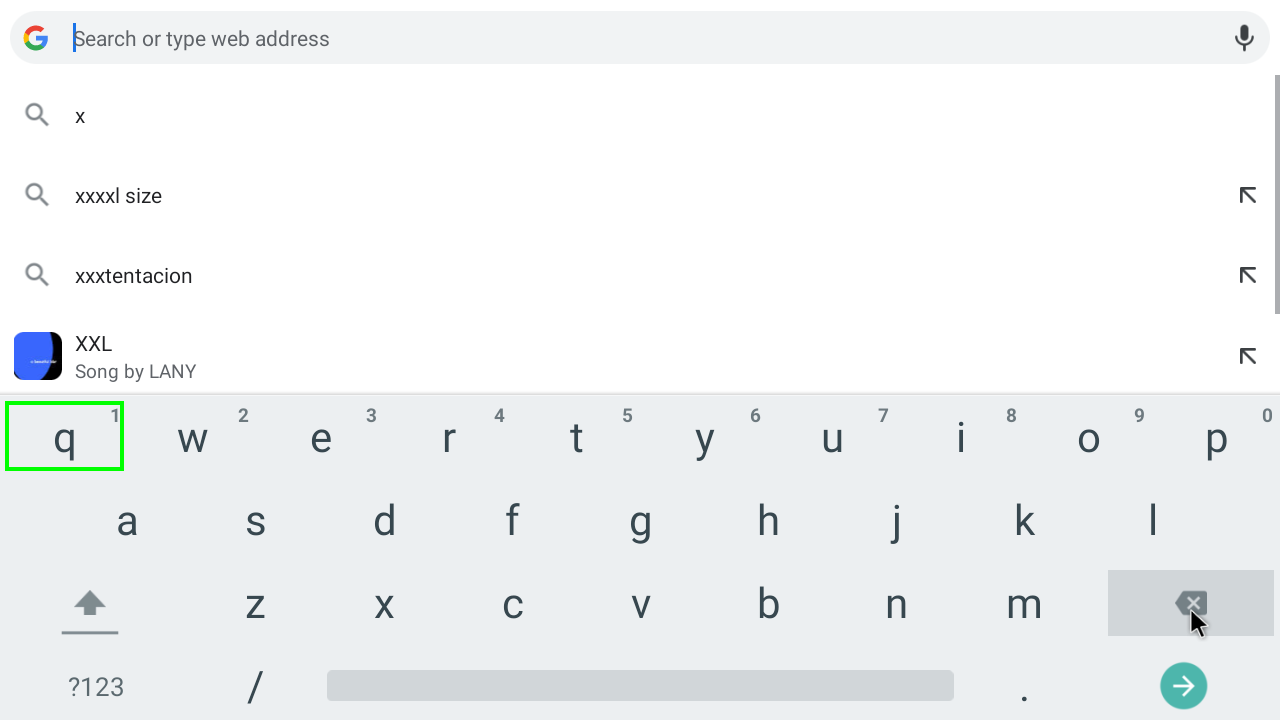 Search or type web address
x
xxxxl size
xxxtentacion
XXL
Song by LANY
q 1 w 2 e 3 r 4 t 5 y 6 u 7 i 8 o 9 p 0
a s d f g h j k l
z x c v b n m
?123 / .